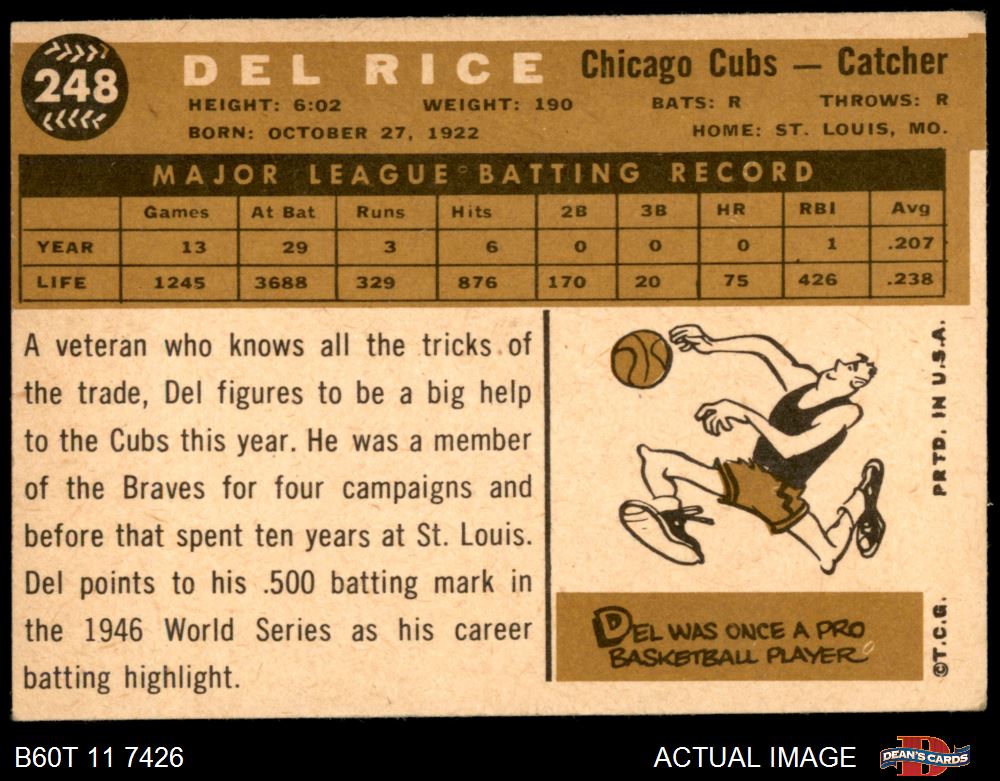 248
DEL RICE Chicago Cubs — Catcher
HEIGHT: 6:02 WEIGHT: 190 BATS: R THROWS: R
BORN: OCTOBER 27, 1922 HOME: ST. LOUIS, MO.
MAJOR LEAGUE BATTING RECORD
Games At Bat Runs Hits 2B 3B HR RBI Avg
YEAR 13 29 3 6 0 0 0 1 .207
LIFE 1245 3688 329 876 170 20 75 426 .238
A veteran who knows all the tricks of
the trade, Del figures to be a big help
to the Cubs this year. He was a member
of the Braves for four campaigns and
before that spent ten years at St. Louis.
Del points to his .500 batting mark in
the 1946 World Series as his career
batting highlight.
DEL WAS ONCE A PRO
BASKETBALL PLAYER
©T.C.G. PRTD. IN U.S.A.
B60T 11 7426 ACTUAL IMAGE DEAN'S CARDS